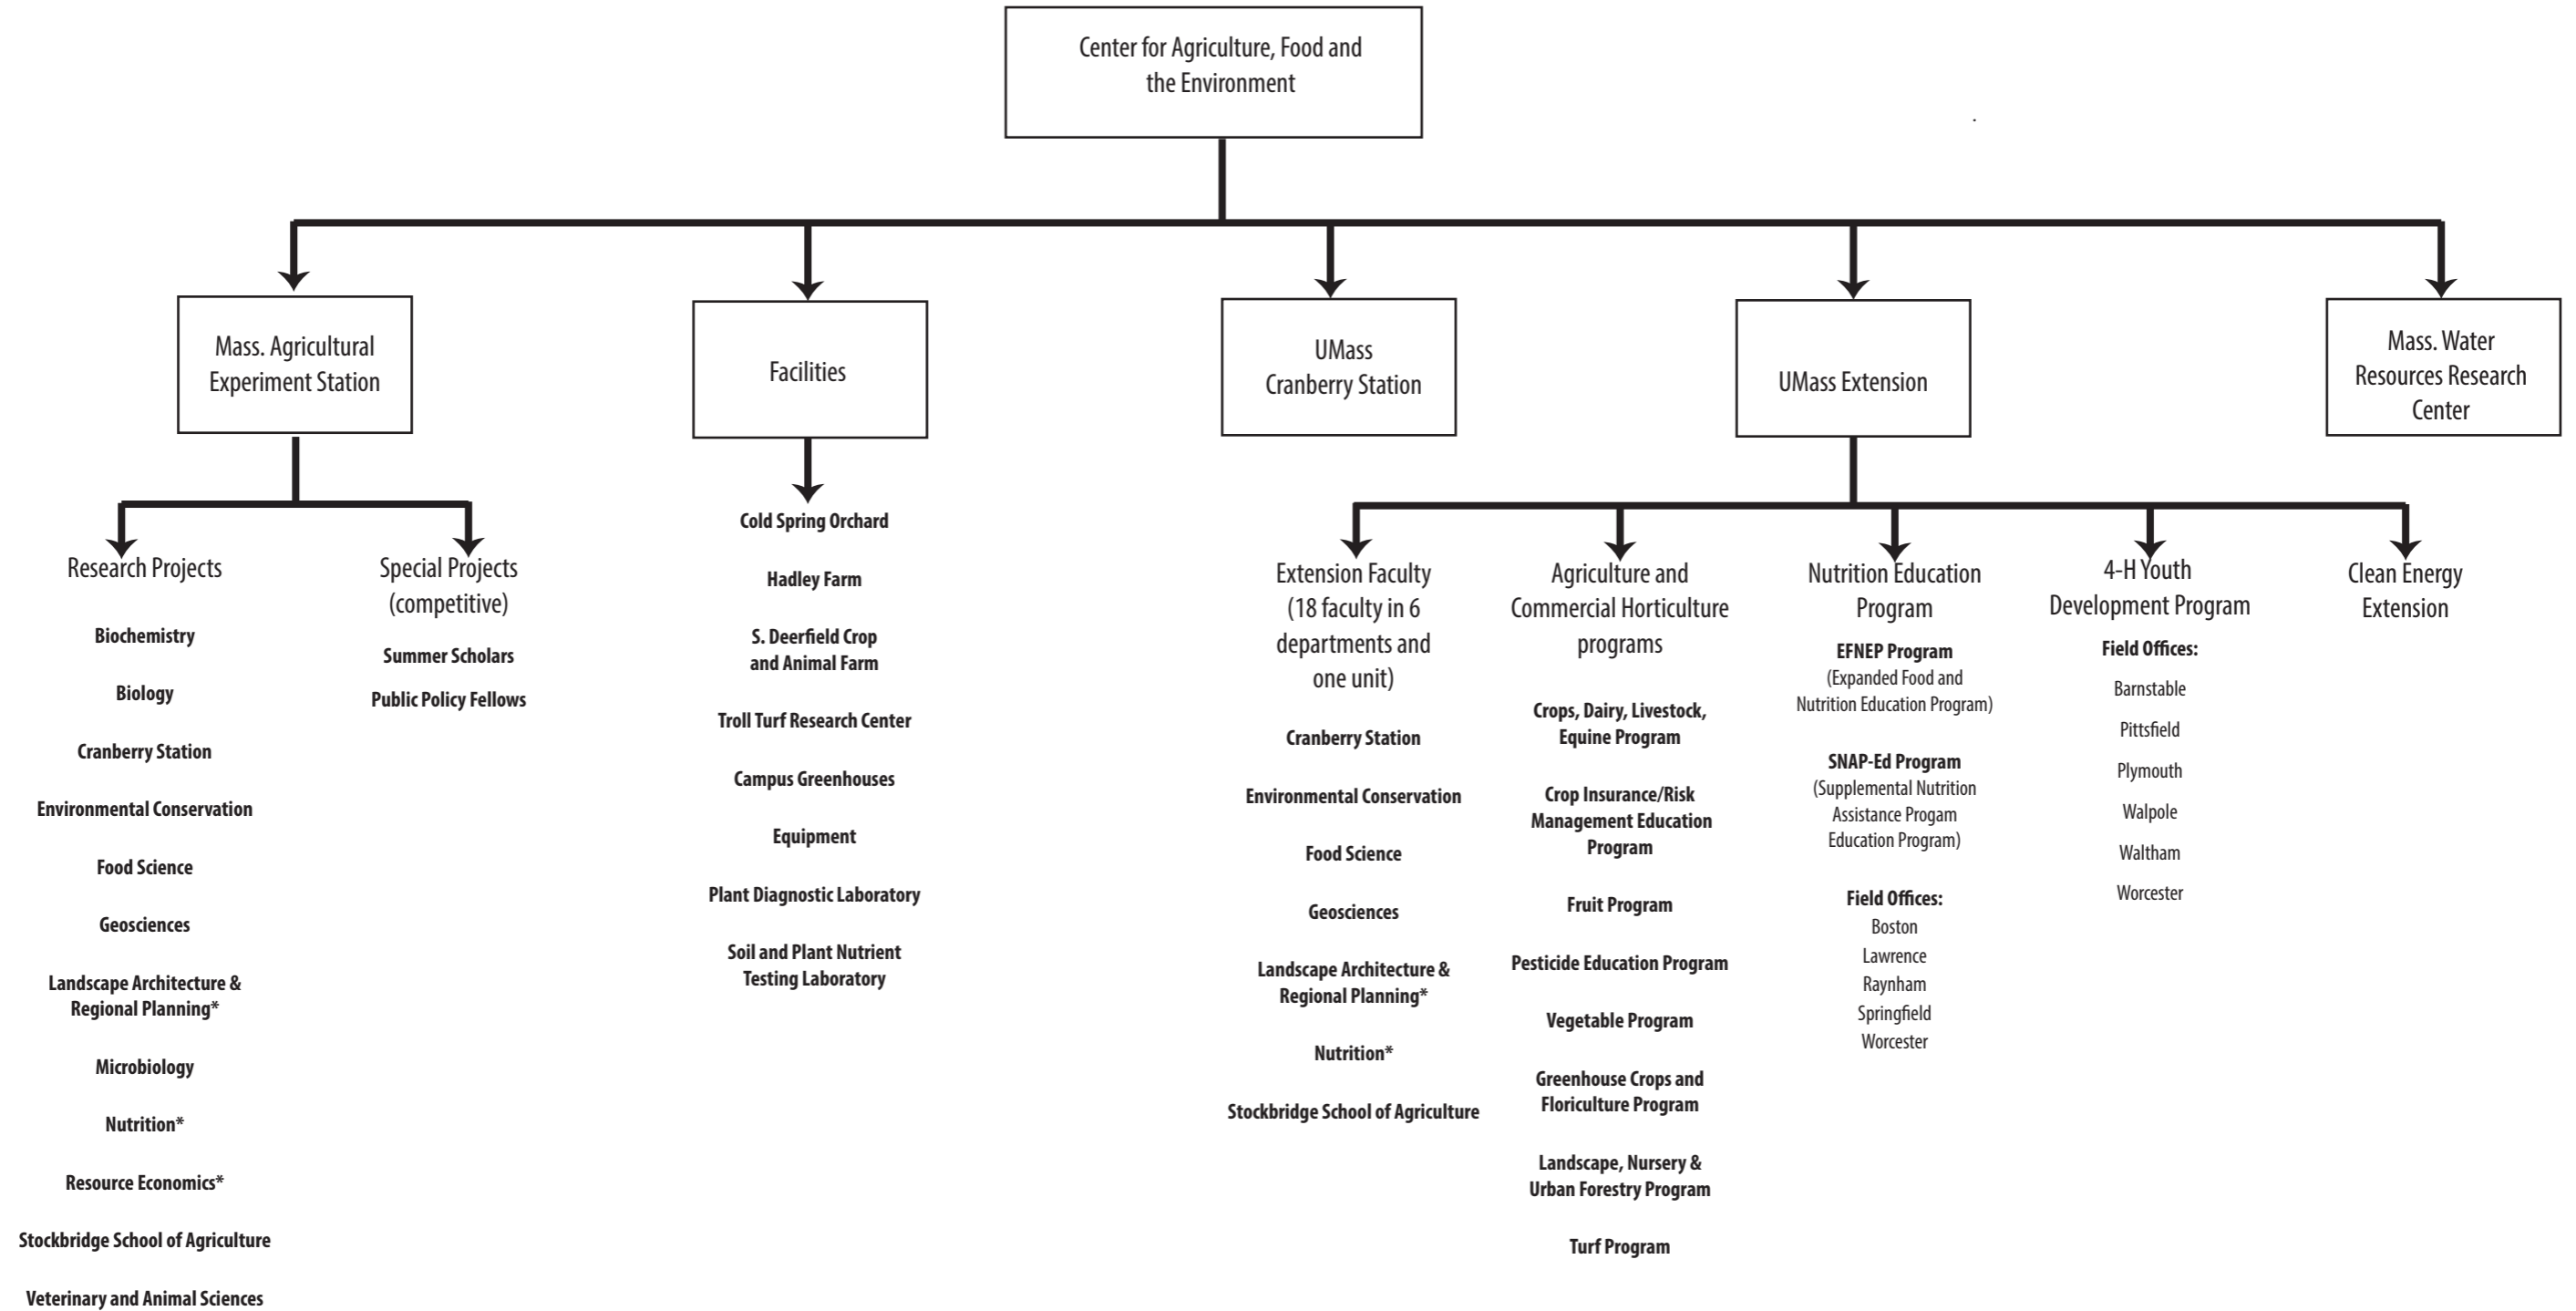 Center for Agriculture, Food and
the Environment
Mass. Agricultural
Experiment Station
Facilities
UMass
Cranberry Station
UMass Extension
Mass. Water
Resources Research
Center
Research Projects
Biochemistry
Biology
Cranberry Station
Environmental Conservation
Food Science
Geosciences
Landscape Architecture &
Regional Planning*
Microbiology
Nutrition*
Resource Economics*
Stockbridge School of Agriculture
Veterinary and Animal Sciences
Special Projects
(competitive)
Summer Scholars
Public Policy Fellows
Cold Spring Orchard
Hadley Farm
S. Deerfield Crop
and Animal Farm
Troll Turf Research Center
Campus Greenhouses
Equipment
Plant Diagnostic Laboratory
Soil and Plant Nutrient
Testing Laboratory
Extension Faculty
(18 faculty in 6
departments and
one unit)
Cranberry Station
Environmental Conservation
Food Science
Geosciences
Landscape Architecture &
Regional Planning*
Nutrition*
Stockbridge School of Agriculture
Agriculture and
Commercial Horticulture
programs
Crops, Dairy, Livestock,
Equine Program
Crop Insurance/Risk
Management Education
Program
Fruit Program
Pesticide Education Program
Vegetable Program
Greenhouse Crops and
Floriculture Program
Landscape, Nursery &
Urban Forestry Program
Turf Program
Nutrition Education
Program
EFNEP Program
(Expanded Food and
Nutrition Education Program)
SNAP-Ed Program
(Supplemental Nutrition
Assistance Progam
Education Program)
Field Offices:
Boston
Lawrence
Raynham
Springfield
Worcester
4-H Youth
Development Program
Field Offices:
Barnstable
Pittsfield
Plymouth
Walpole
Waltham
Worcester
Clean Energy
Extension